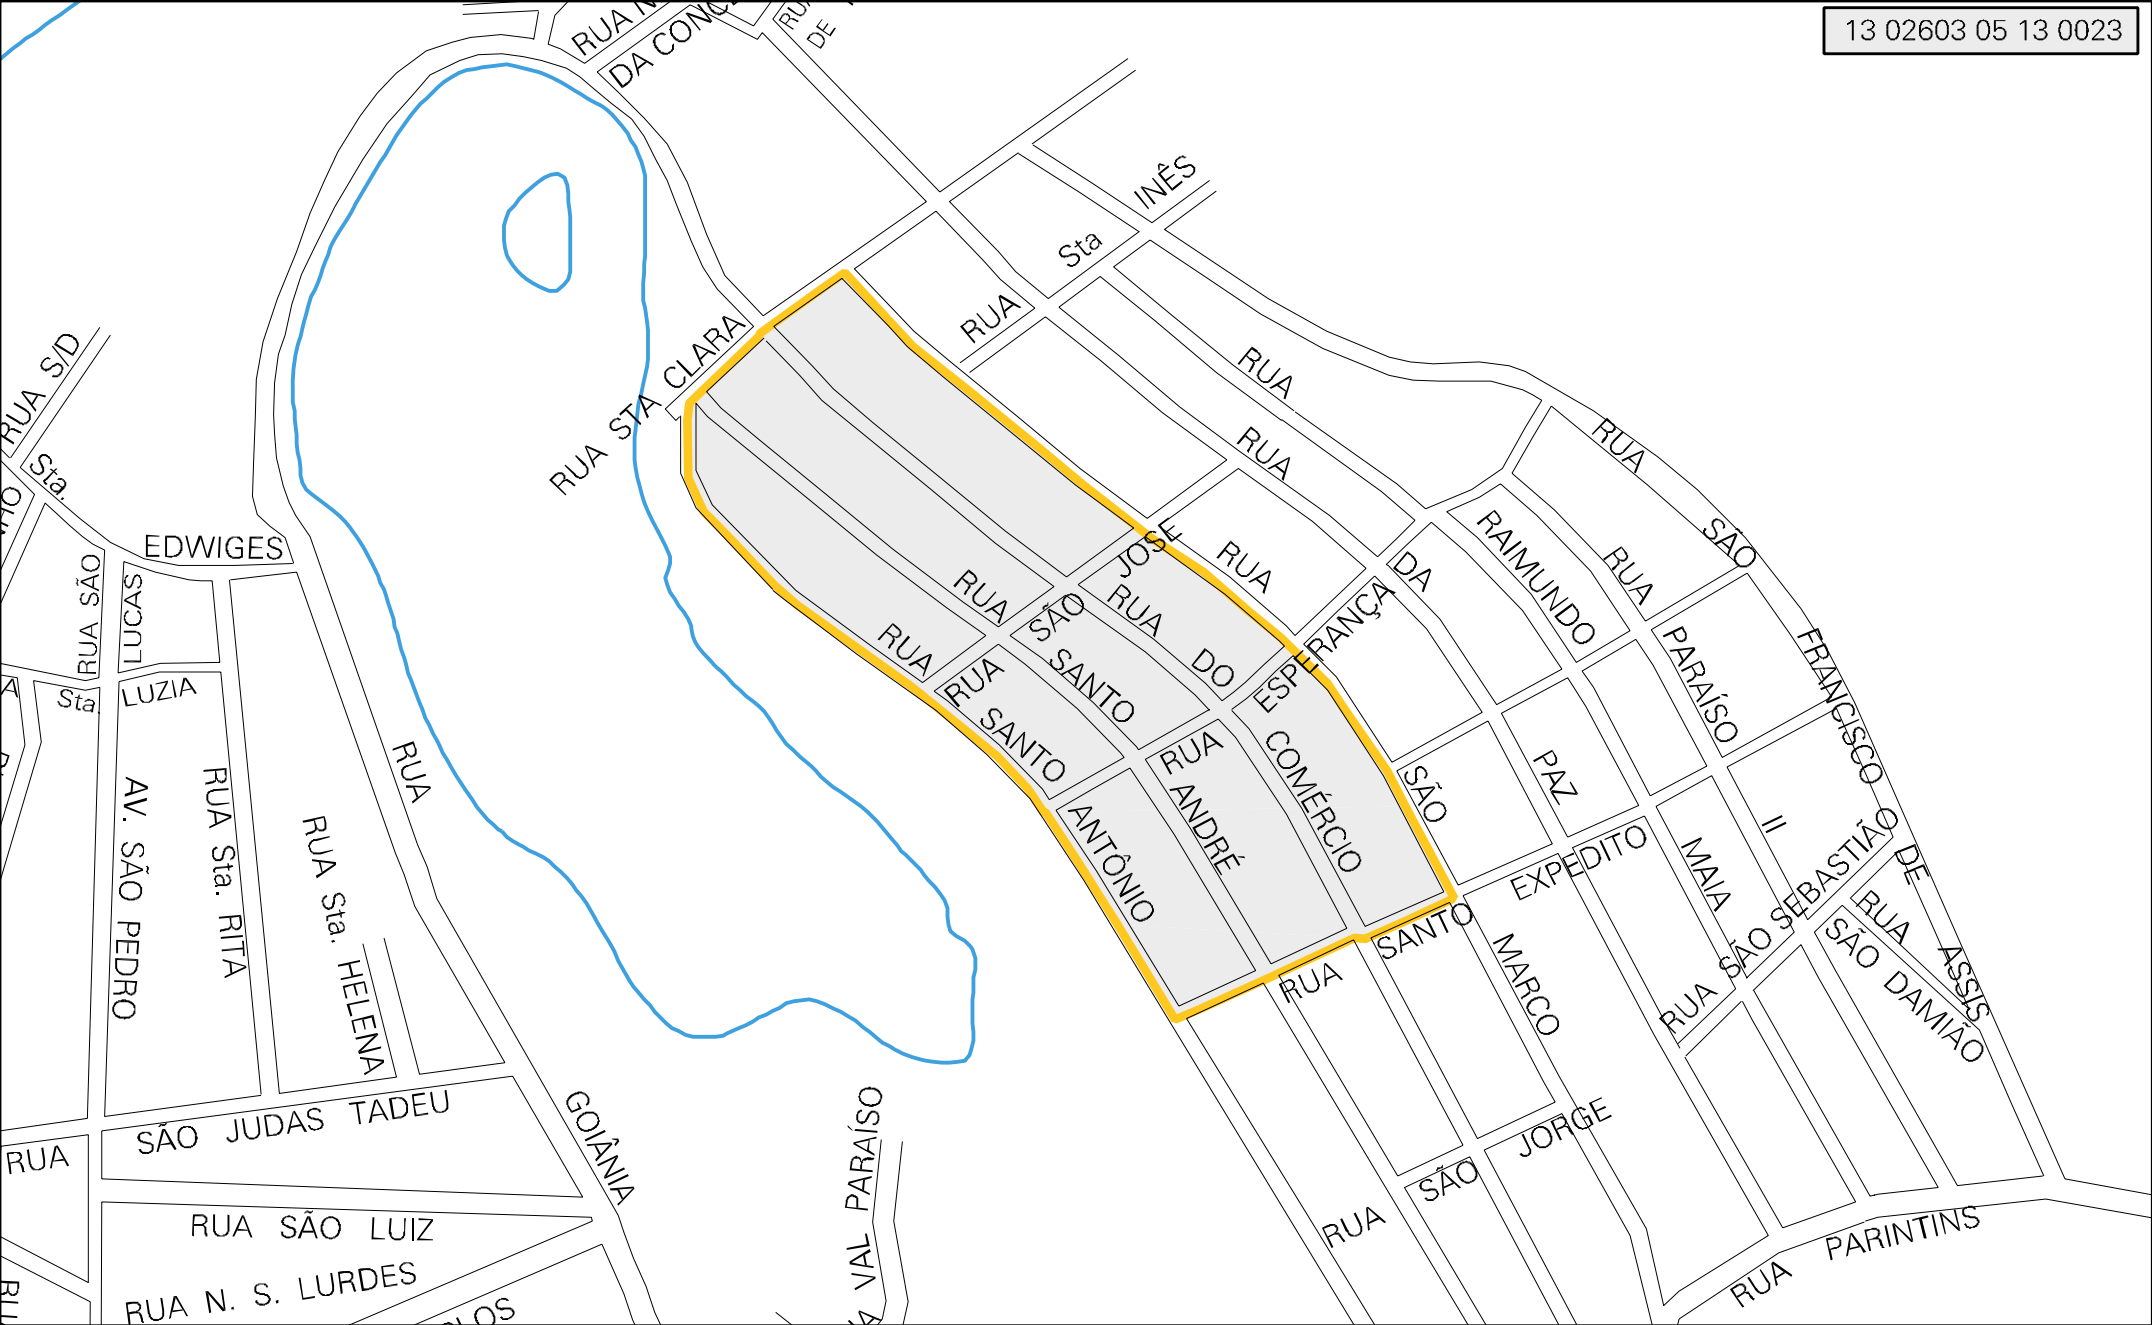 13 02603 05 13 0023
RUA N
DA CONCE
RUA
DE
INÊS
Sta
RUA
RUA STA CLARA
RUA S/D
Sta.
EDWIGES
RUA SÃO
LUCAS
Sta.
LUZIA
RUA
RUA
RUA
SÃO
FRANCISCO
DE
ASSIS
RAIMUNDO
RUA
PARAÍSO
II
RUA
DA
PAZ
MAIA
JOSE
SÃO
RUA
RUA
SÃO
MARCO
RUA
DO
COMÉRCIO
RUA
SANTO
ANDRÉ
RUA
SANTO
ANTÔNIO
ESPERANÇA
RUA
RUA
SANTO
EXPEDITO
RUA
SÃO SEBASTIÃO
RUA
SÃO DAMIÃO
AV. SÃO PEDRO
RUA Sta. RITA
RUA Sta. HELENA
RUA
GOIÂNIA
RUA
SÃO JUDAS TADEU
RUA SÃO LUIZ
RUA N. S. LURDES
VAL PARAÍSO
RUA
SÃO
JORGE
RUA
PARINTINS